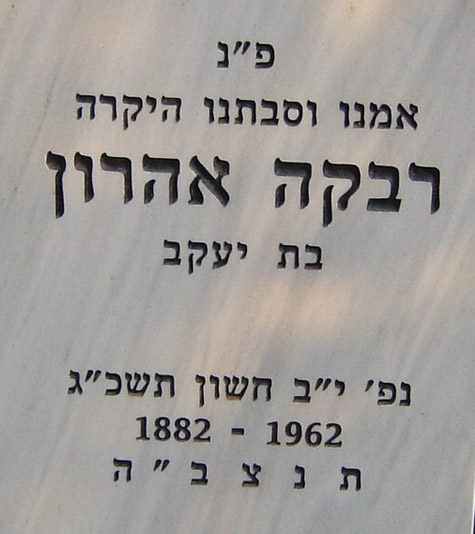 פ"נ
אמנו וסבתנו היקרה
רבקה אהרון
בת יעקב
נפ' י"ב חשון תשכ"ג
1882 - 1962
ת נ צ ב " ה